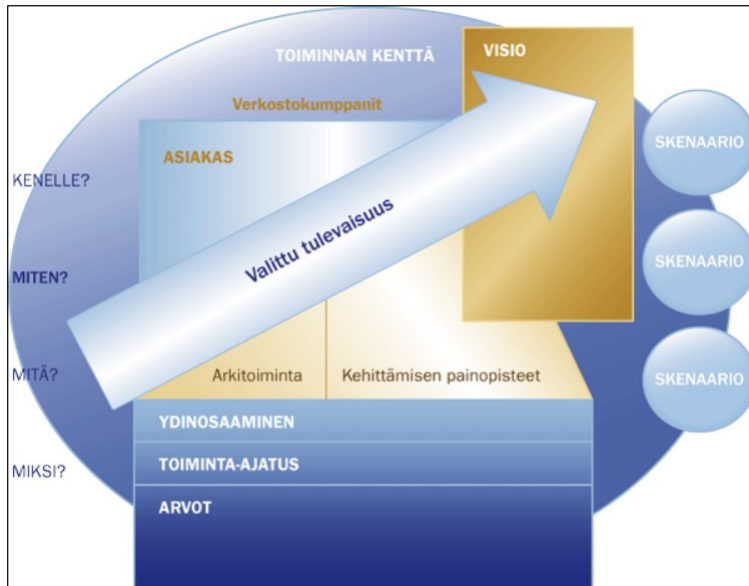 TOIMINNAN KENTTÄ
VISIO
Verkostokumppanit
ASIAKAS
SKENAARIO
KENELLE?
Valittu tulevaisuus
SKENAARIO
MITEN?
MITÄ?
Arkitoiminta
Kehittämisen painopisteet
SKENAARIO
YDINOSAAMINEN
TOIMINTA-AJATUS
MIKSI?
ARVOT